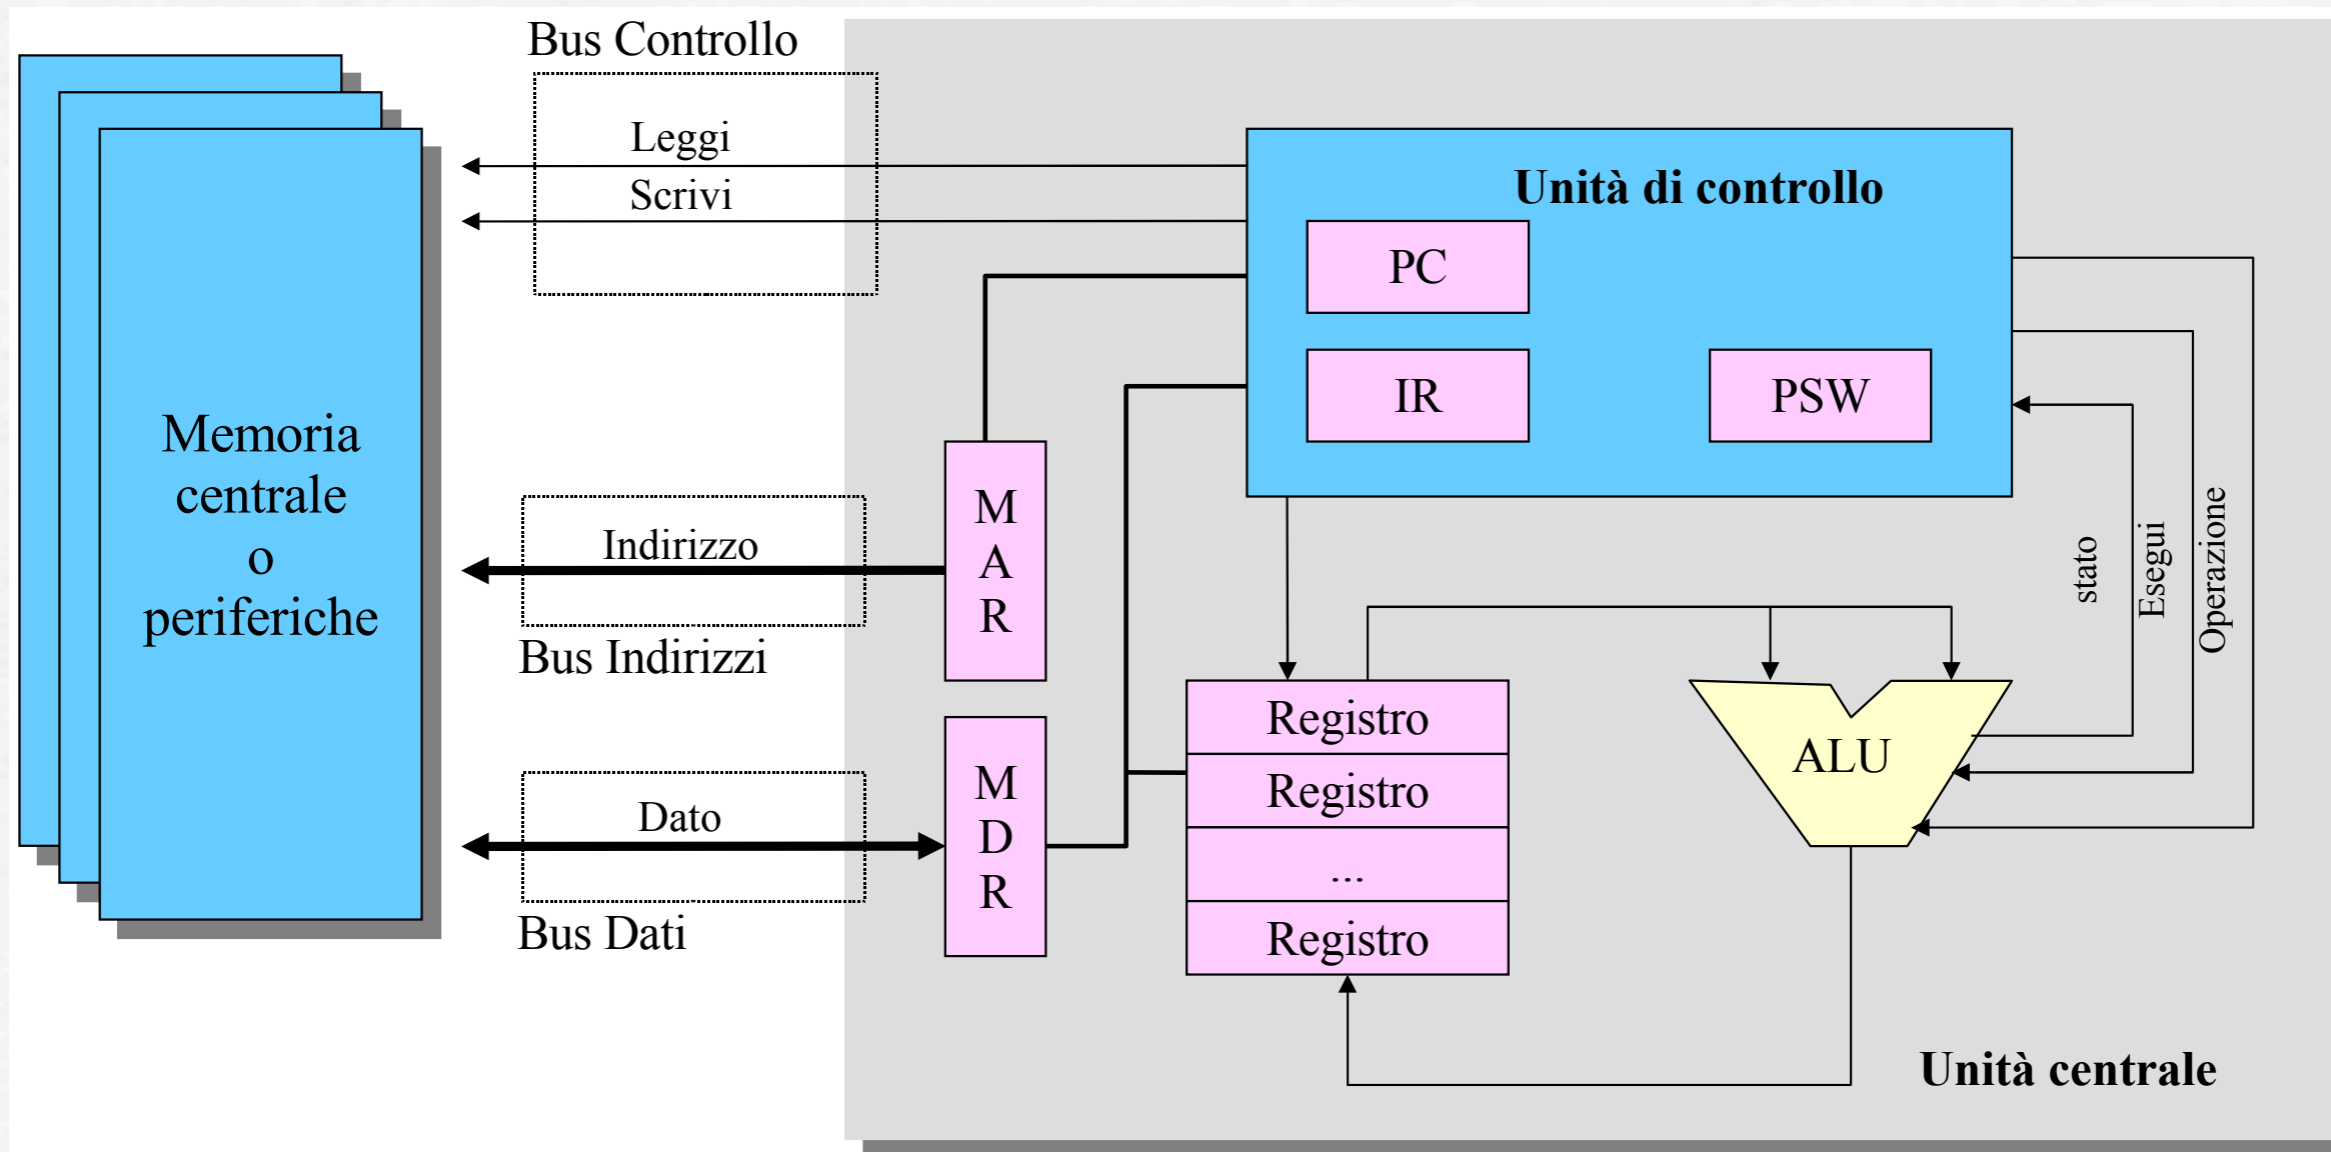 Bus Controllo
Leggi
Scrivi
Unità di controllo
PC
IR
PSW
Memoria
centrale
o
periferiche
Indirizzo
Bus Indirizzi
M
A
R
stato
Esegui
Operazione
Dato
Bus Dati
M
D
R
Registro
Registro
...
Registro
ALU
Unità centrale